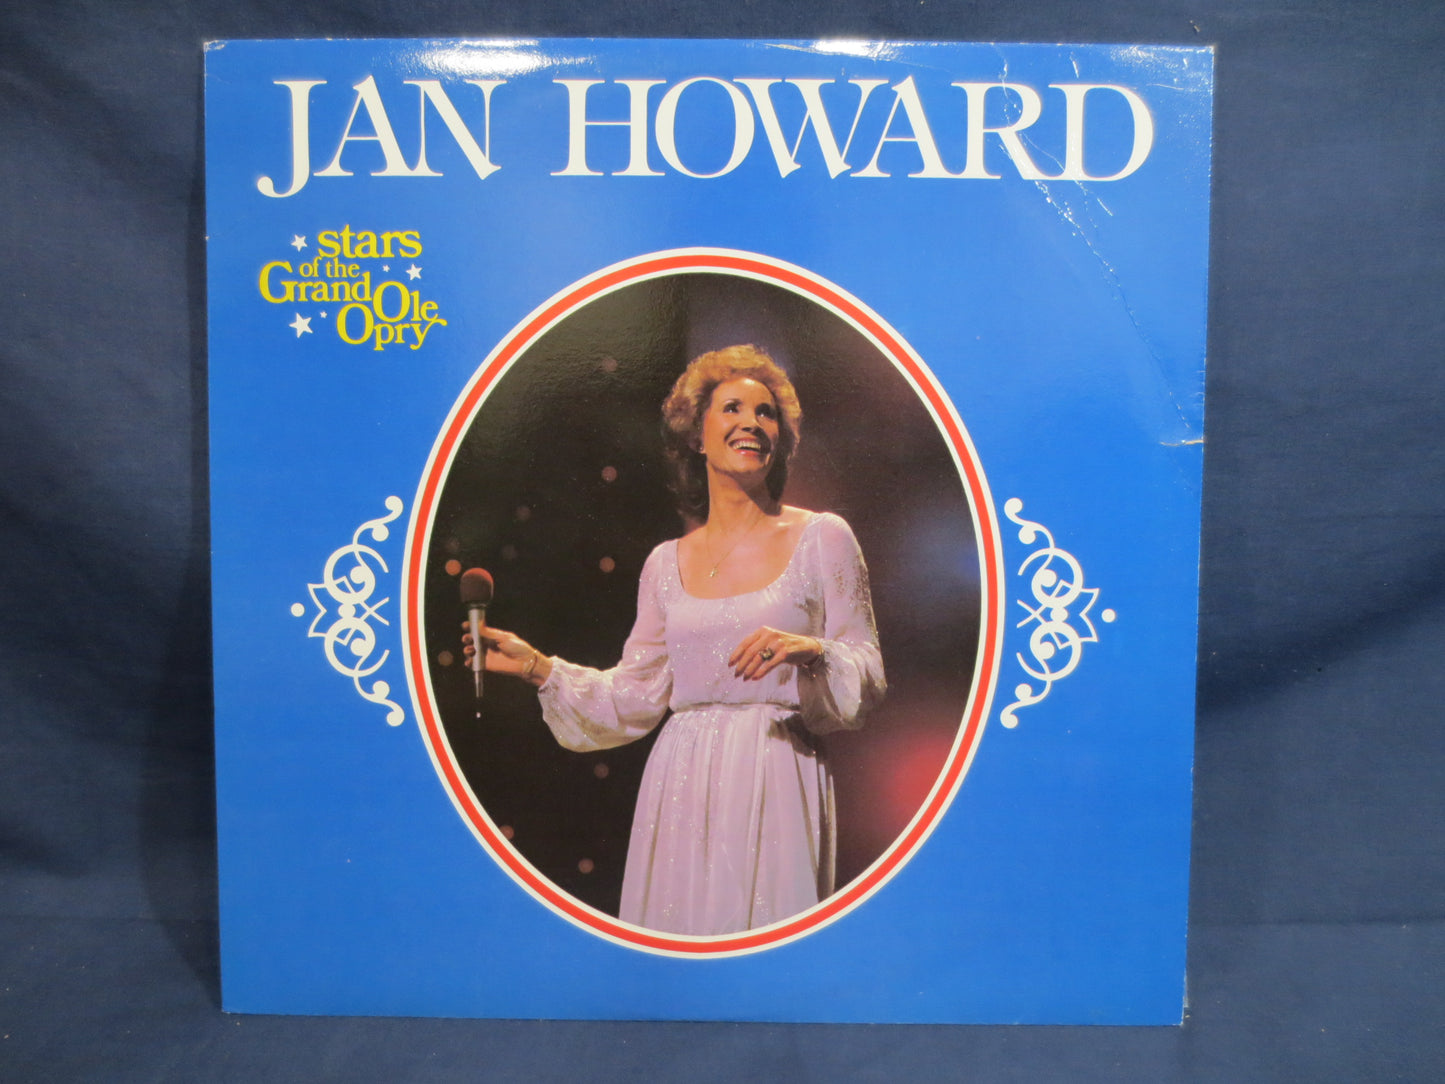 JAN HOWARD
stars
of the
Grand Ole
Opry